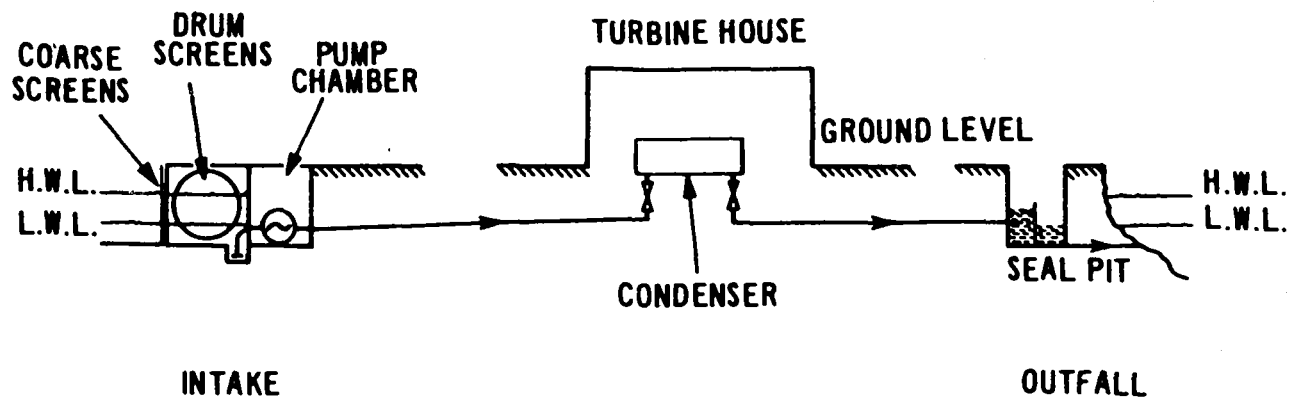 COARSE
SCREENS
DRUM
SCREENS
PUMP
CHAMBER
TURBINE HOUSE
GROUND LEVEL
H.W.L.
L.W.L.
H.W.L.
L.W.L.
SEAL PIT
CONDENSER
INTAKE
OUTFALL